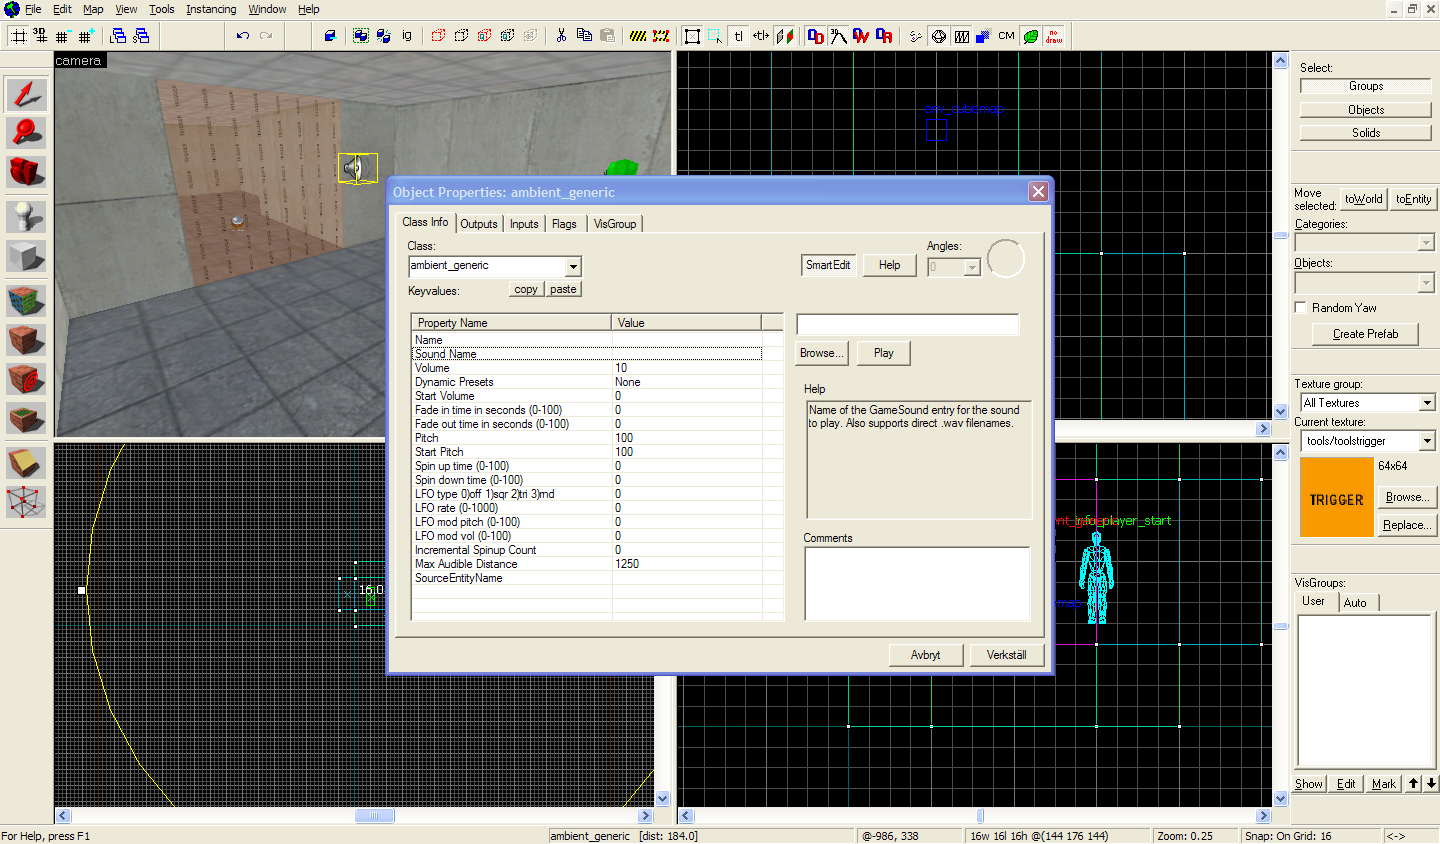 File Edit Map View Tools Instancing Window Help
3D ig tl CM no draw
camera
Object Properties: ambient_generic
Class Info Outputs Inputs Flags VisGroup
Class:
ambient_generic
SmartEdit Help
Angles:
0
Keyvalues: copy paste
Property Name Value
Name
Sound Name
Volume 10
Dynamic Presets None
Start Volume 0
Fade in time in seconds (0-100) 0
Fade out time in seconds (0-100) 0
Pitch 100
Start Pitch 100
Spin up time (0-100) 0
Spin down time (0-100) 0
LFO type 0)off 1)sqr 2)tri 3)rnd 0
LFO rate (0-1000) 0
LFO mod pitch (0-100) 0
LFO mod vol (0-100) 0
Incremental Spinup Count 0
Max Audible Distance 1250
SourceEntityName
Browse... Play
Help
Name of the GameSound entry for the sound
to play. Also supports direct .wav filenames.
Comments
Avbryt Verkställ
info_player_start
16.0
Select:
Groups
Objects
Solids
Move
selected: toWorld toEntity
Categories:
Objects:
Random Yaw
Create Prefab
Texture group:
All Textures
Current texture:
tools/toolstrigger
TRIGGER
64x64
Browse...
Replace...
VisGroups:
User Auto
Show Edit Mark
For Help, press F1
ambient_generic [dist: 184.0]
@-986, 338
16w 16l 16h @(144 176 144)
Zoom: 0.25
Snap: On Grid: 16
<->